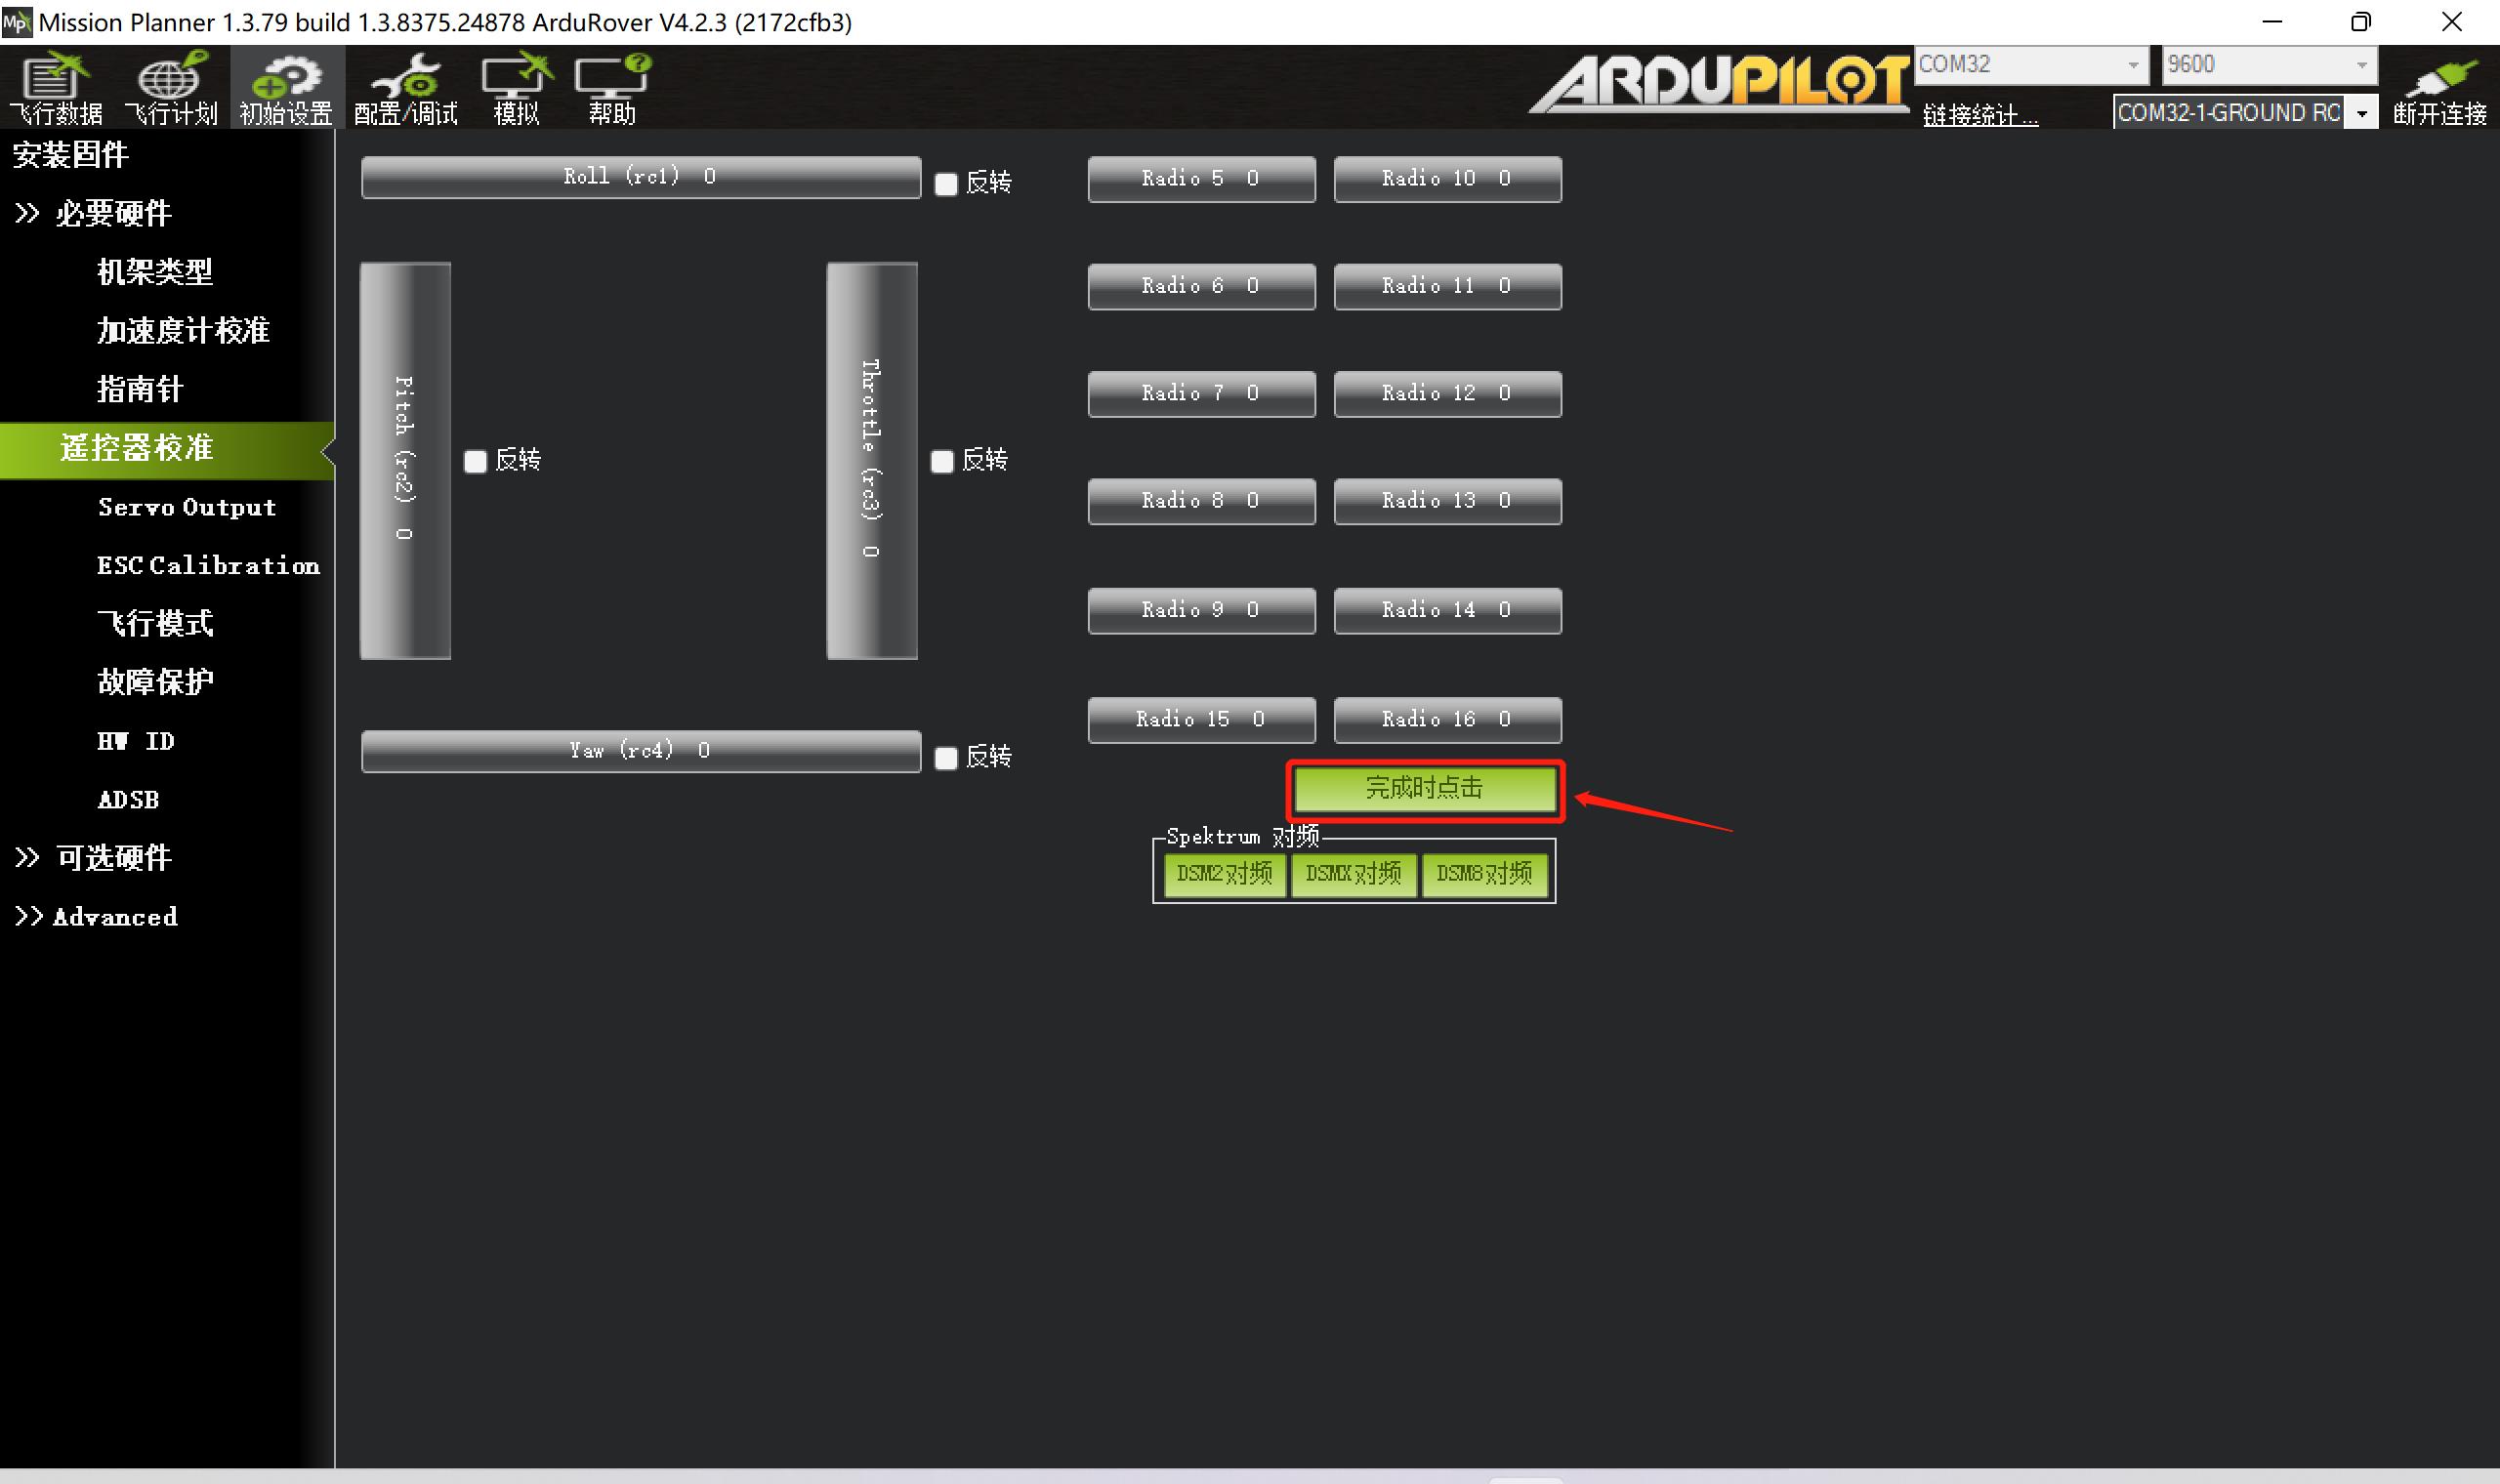 Mission Planner 1.3.79 build 1.3.8375.24878 ArduRover V4.2.3 (2172cfb3)
飞行数据
飞行计划
初始设置
配置/调试
模拟
帮助
ARDUPILOT
COM32
9600
链接统计...
COM32-1-GROUND RC
断开连接
安装固件
>> 必要硬件
机架类型
加速度计校准
指南针
遥控器校准
Servo Output
ESC Calibration
飞行模式
故障保护
HW ID
ADSB
>> 可选硬件
>> Advanced
Roll (rc1) 0
反转
Pitch (rc2) 0
反转
Throttle (rc3) 0
反转
Yaw (rc4) 0
反转
Radio 5 0
Radio 10 0
Radio 6 0
Radio 11 0
Radio 7 0
Radio 12 0
Radio 8 0
Radio 13 0
Radio 9 0
Radio 14 0
Radio 15 0
Radio 16 0
完成时点击
Spektrum 对频
DSM2对频
DSMX对频
DSM8对频